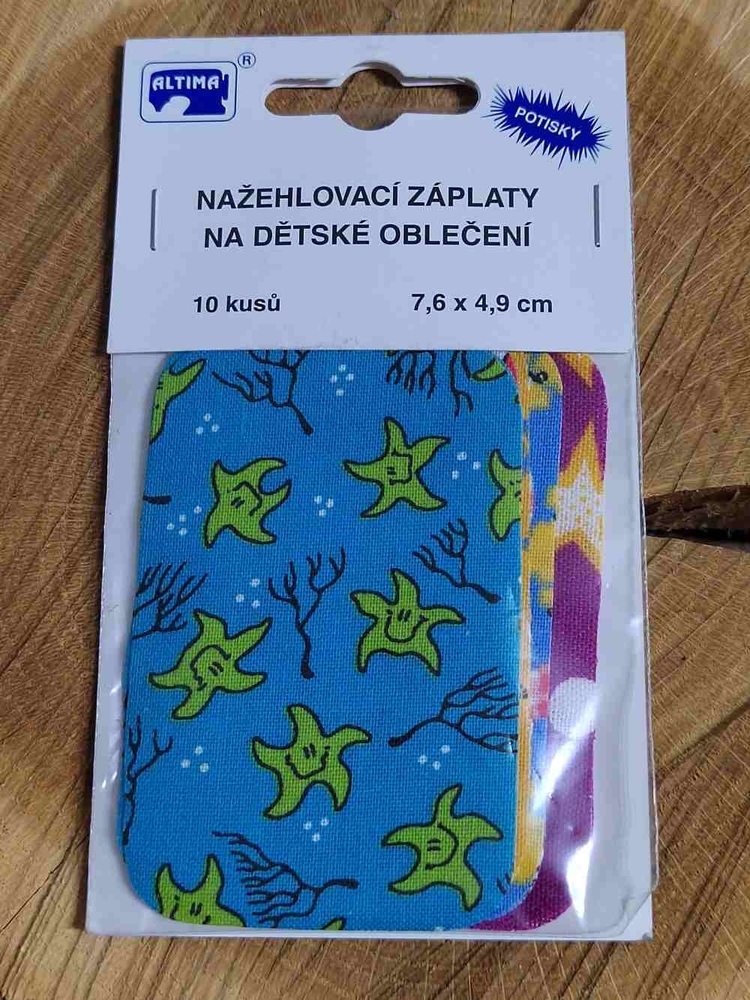 ALTIMA ®
POTISKY
NAŽEHLOVACÍ ZÁPLATY
NA DĚTSKÉ OBLEČENÍ
10 kusů 7,6 x 4,9 cm